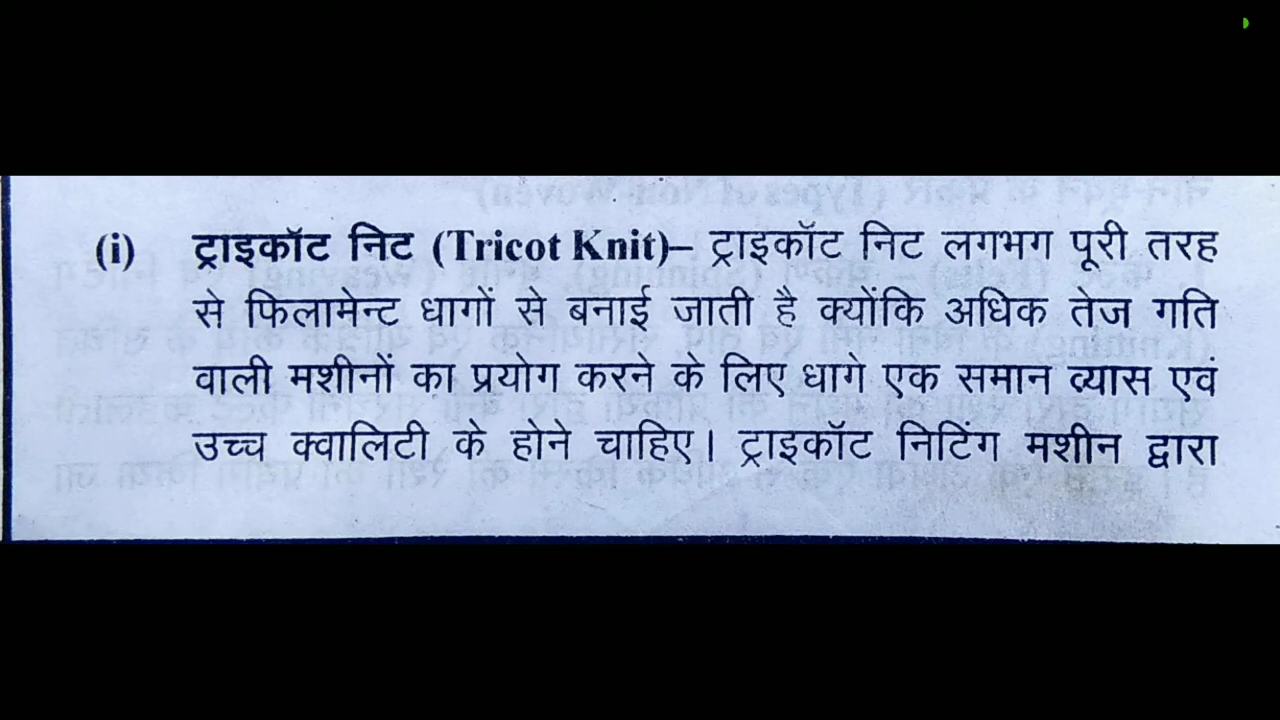 (i) ट्राइकॉट निट (Tricot Knit)– ट्राइकॉट निट लगभग पूरी तरह
से फिलामेन्ट धागों से बनाई जाती है क्योंकि अधिक तेज गति
वाली मशीनों का प्रयोग करने के लिए धागे एक समान व्यास एवं
उच्च क्वालिटी के होने चाहिए। ट्राइकॉट निटिंग मशीन द्वारा